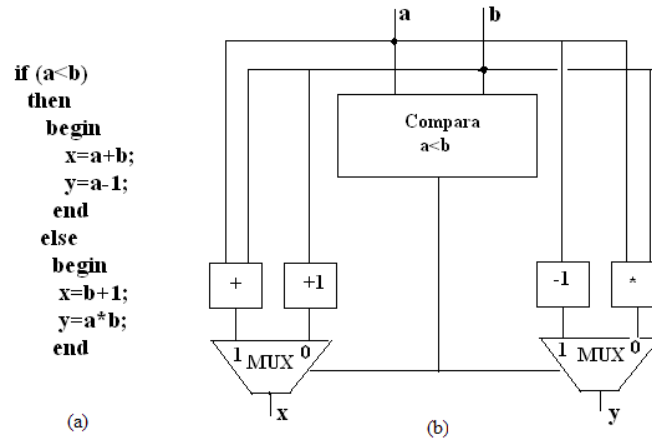 if (a<b)
then
begin
x=a+b;
y=a-1;
end
else
begin
x=b+1;
y=a*b;
end
(a)
a b
Compara
a<b
+ +1 -1 *
1 MUX 0 1 MUX 0
x y
(b)